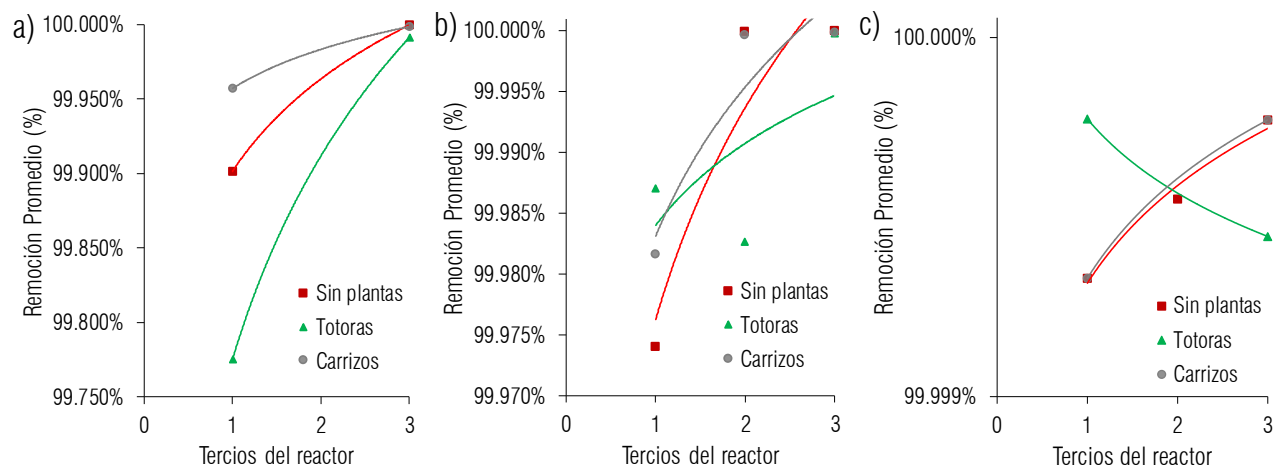 a)
Remoción Promedio (%)
100.000%
99.950%
99.900%
99.850%
99.800%
99.750%
0 1 2 3
Tercios del reactor
Sin plantas
Totoras
Carrizos
b)
Remoción Promedio (%)
100.000%
99.995%
99.990%
99.985%
99.980%
99.975%
99.970%
0 1 2 3
Tercios del reactor
Sin plantas
Totoras
Carrizos
c)
Remoción Promedio (%)
100.000%
99.999%
0 1 2 3
Tercios del reactor
Sin plantas
Totoras
Carrizos